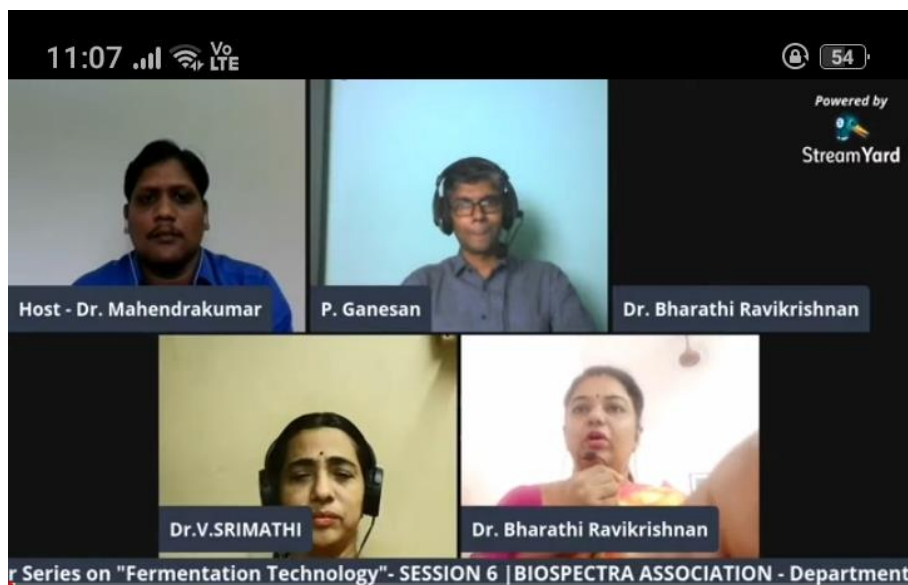 11:07 Vo LTE 54
Powered by
StreamYard
Host - Dr. Mahendrakumar
P. Ganesan
Dr. Bharathi Ravikrishnan
Dr.V.SRIMATHI
Dr. Bharathi Ravikrishnan
r Series on "Fermentation Technology"- SESSION 6 |BIOSPECTRA ASSOCIATION - Department